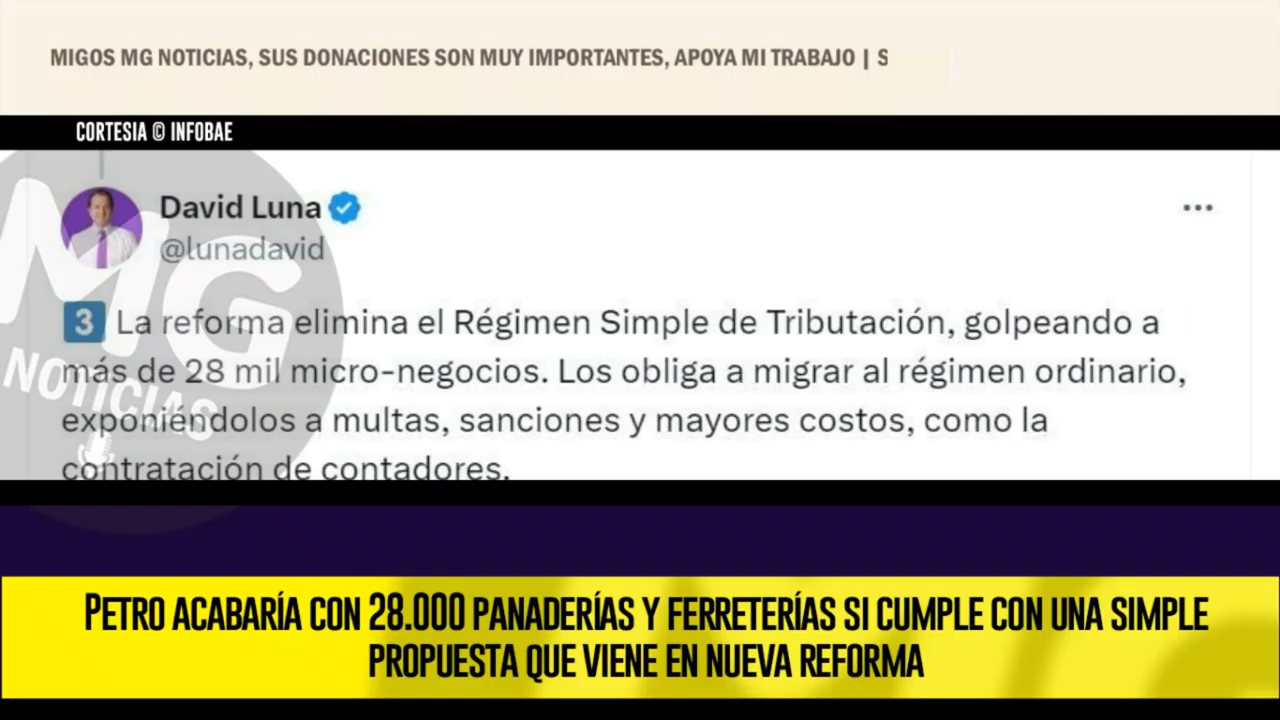 MIGOS MG NOTICIAS, SUS DONACIONES SON MUY IMPORTANTES, APOYA MI TRABAJO | S
CORTESIA © INFOBAE
David Luna
@lunadavid
3 La reforma elimina el Régimen Simple de Tributación, golpeando a
más de 28 mil micro-negocios. Los obliga a migrar al régimen ordinario,
exponiéndolos a multas, sanciones y mayores costos, como la
contratación de contadores.
MG
NOTICIAS
PETRO ACABARÍA CON 28.000 PANADERÍAS Y FERRETERÍAS SI CUMPLE CON UNA SIMPLE
PROPUESTA QUE VIENE EN NUEVA REFORMA